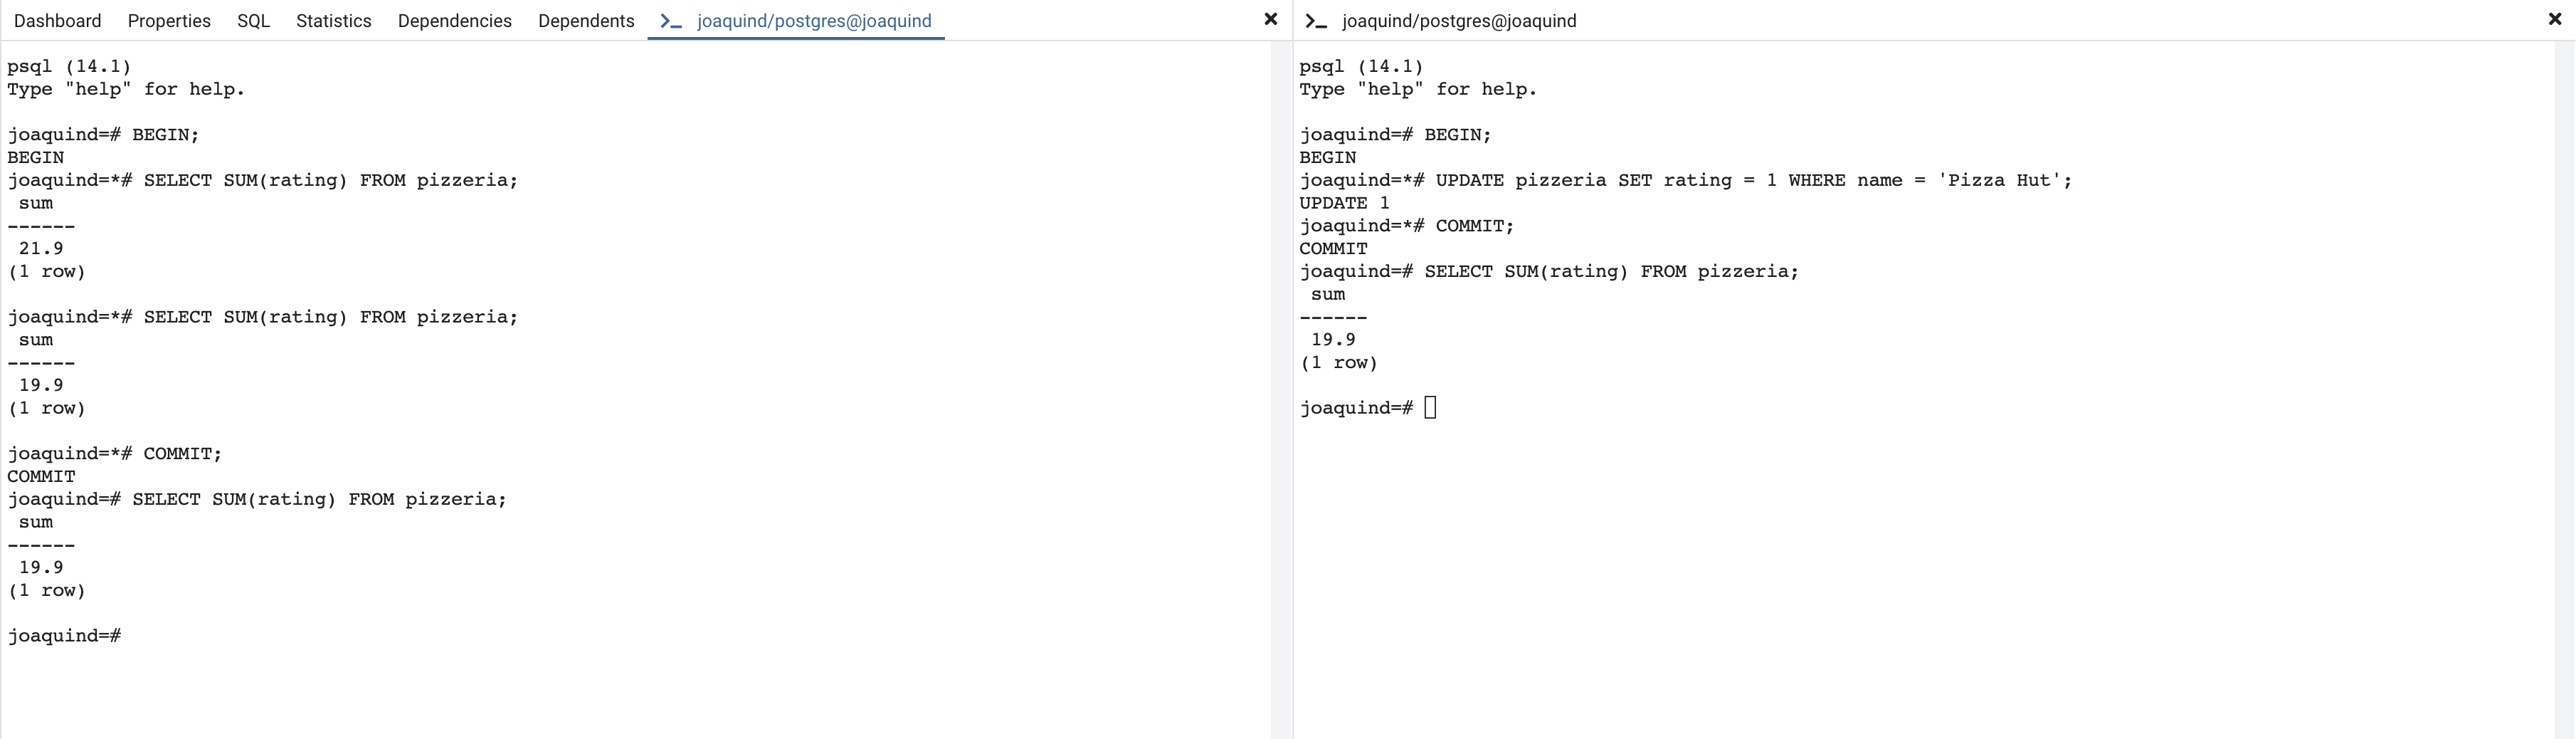 Dashboard Properties SQL Statistics Dependencies Dependents >_ joaquind/postgres@joaquind ×
psql (14.1)
Type "help" for help.
joaquind=# BEGIN;
BEGIN
joaquind=*# SELECT SUM(rating) FROM pizzeria;
sum
------
21.9
(1 row)
joaquind=*# SELECT SUM(rating) FROM pizzeria;
sum
------
19.9
(1 row)
joaquind=*# COMMIT;
COMMIT
joaquind=# SELECT SUM(rating) FROM pizzeria;
sum
------
19.9
(1 row)
joaquind=#
>_ joaquind/postgres@joaquind ×
psql (14.1)
Type "help" for help.
joaquind=# BEGIN;
BEGIN
joaquind=*# UPDATE pizzeria SET rating = 1 WHERE name = 'Pizza Hut';
UPDATE 1
joaquind=*# COMMIT;
COMMIT
joaquind=# SELECT SUM(rating) FROM pizzeria;
sum
------
19.9
(1 row)
joaquind=#